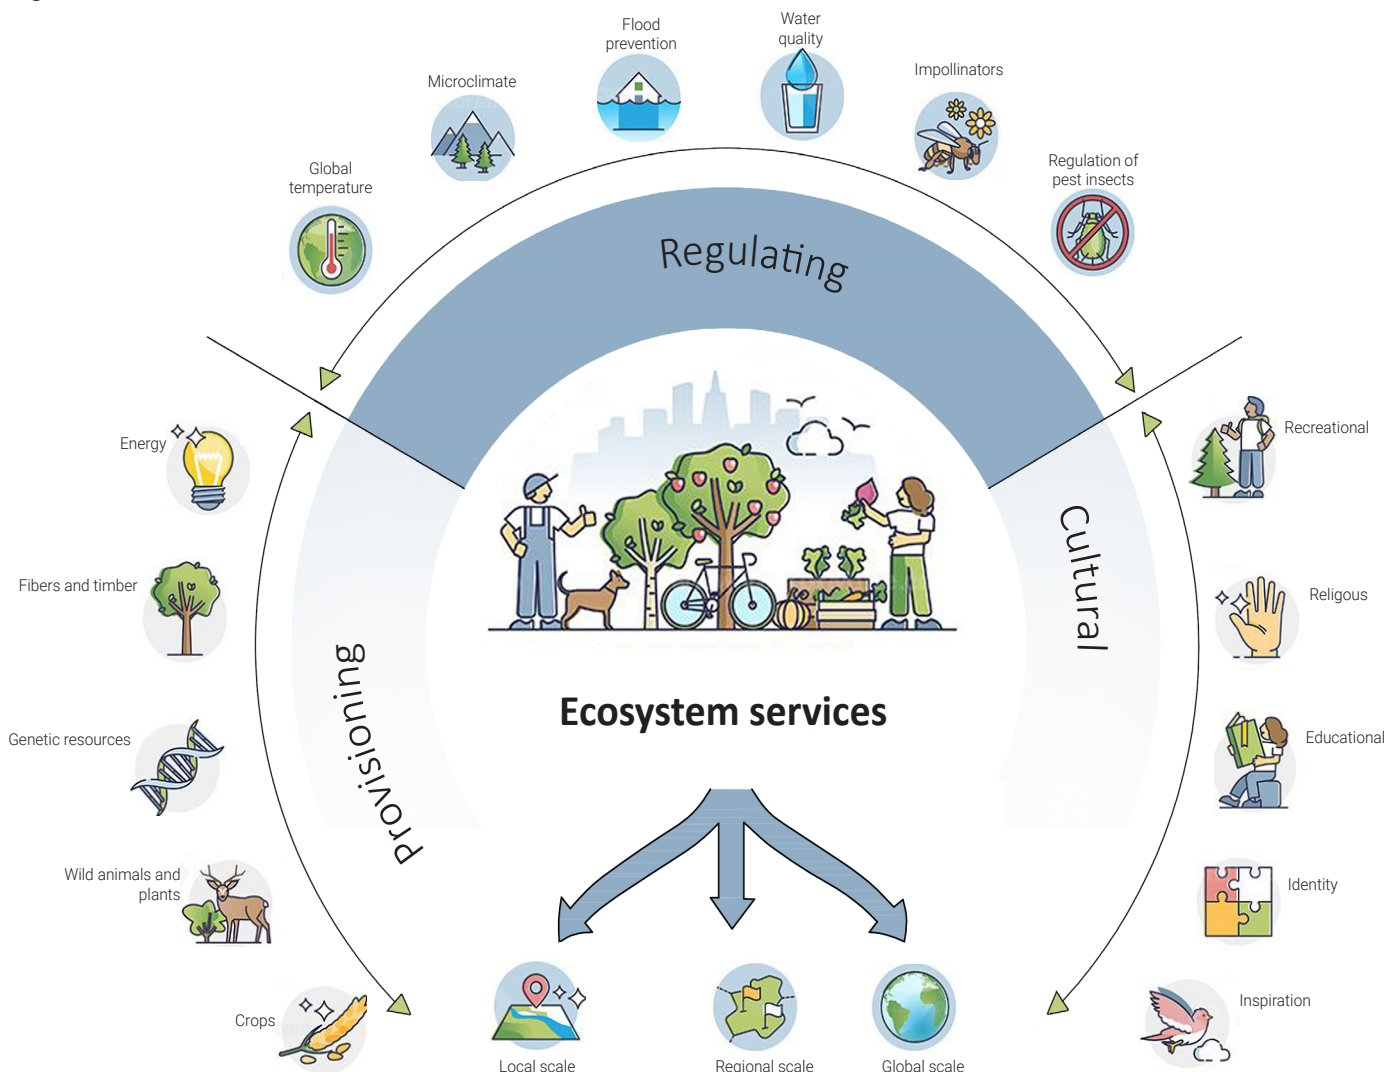 Flood
prevention
Water
quality
Microclimate
Impollinators
Global
temperature
Regulation of
pest insects
Regulating
Energy
Recreational
Cultural
Fibers and timber
Religous
Provisioning
Ecosystem services
Genetic resources
Educational
Wild animals and
plants
Identity
Crops
Inspiration
Local scale
Regional scale
Global scale